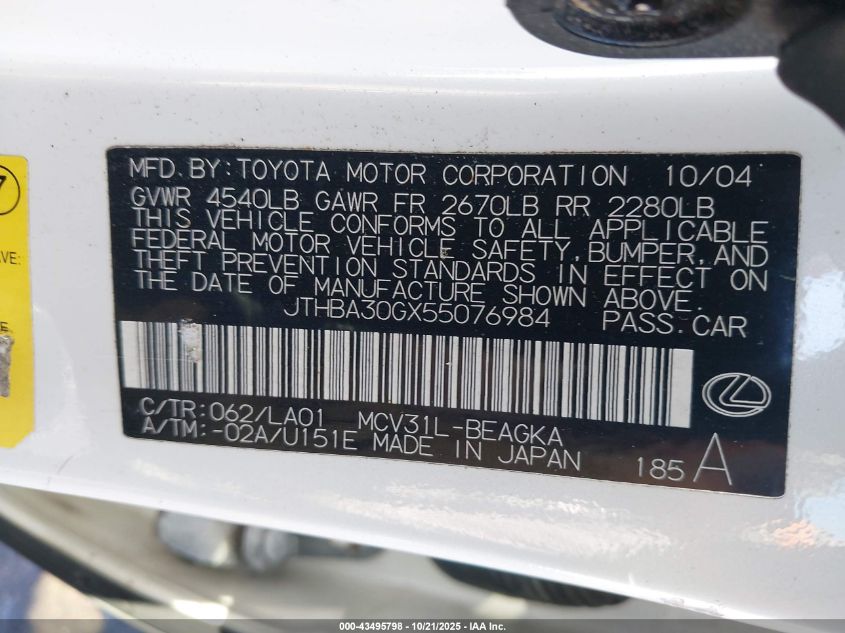 MFD.BY:TOYOTA MOTOR CORPORATION 10/04
GVWR 4540LB GAWR FR 2670LB RR 2280LB
THIS VEHICLE CONFORMS TO ALL APPLICABLE
FEDERAL MOTOR VEHICLE SAFETY,BUMPER,AND
THEFT PREVENTION STANDARDS IN EFFECT ON
THE DATE OF MANUFACTURE SHOWN ABOVE.
JTHBA30GX55076984 PASS.CAR
C/TR:062/LA01 MCV31L-BEAGKA
A/TM:-02A/U151E MADE IN JAPAN 185 A
AVE:
000-43495798 - 10/21/2025 - IAA Inc.